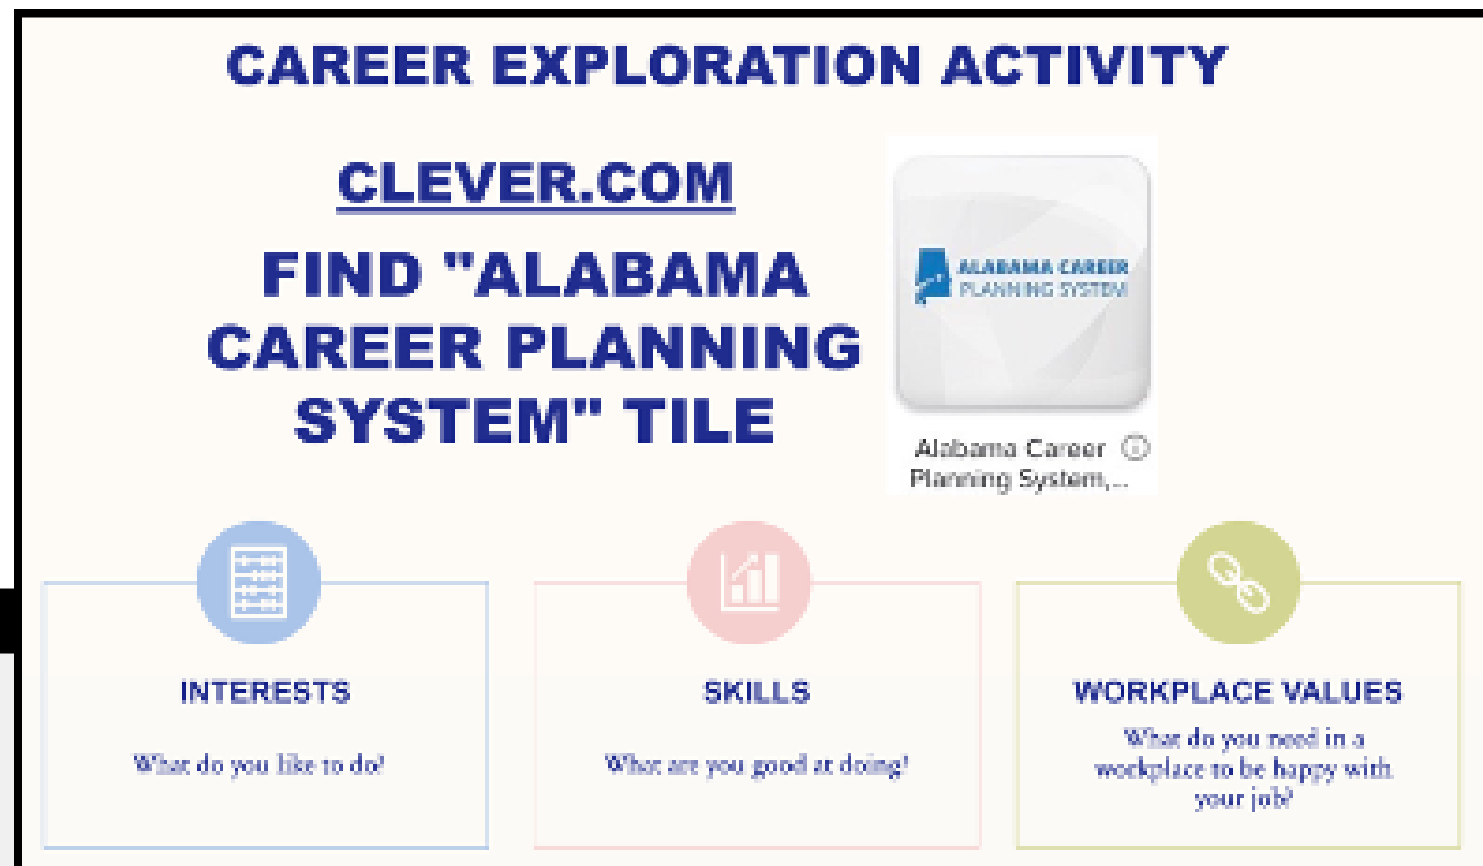 CAREER EXPLORATION ACTIVITY
CLEVER.COM
FIND "ALABAMA
CAREER PLANNING
SYSTEM" TILE
ALABAMA CAREER
PLANNING SYSTEM
Alabama Career
Planning System,...
INTERESTS
What do you like to do?
SKILLS
What are you good at doing?
WORKPLACE VALUES
What do you need in a
workplace to be happy with
your job?